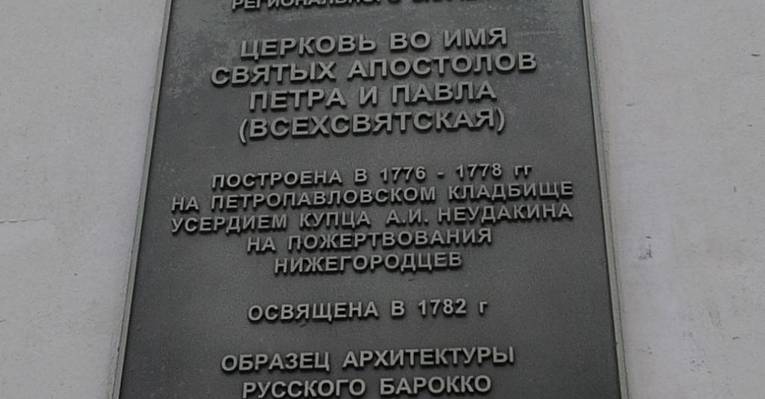 РЕГИОНАЛЬНОГО
ЦЕРКОВЬ ВО ИМЯ
СВЯТЫХ АПОСТОЛОВ
ПЕТРА И ПАВЛА
(ВСЕХСВЯТСКАЯ)
ПОСТРОЕНА В 1776 - 1778 гг
НА ПЕТРОПАВЛОВСКОМ КЛАДБИЩЕ
УСЕРДИЕМ КУПЦА А.И. НЕУДАКИНА
НА ПОЖЕРТВОВАНИЯ
НИЖЕГОРОДЦЕВ
ОСВЯЩЕНА В 1782 г
ОБРАЗЕЦ АРХИТЕКТУРЫ
РУССКОГО БАРОККО